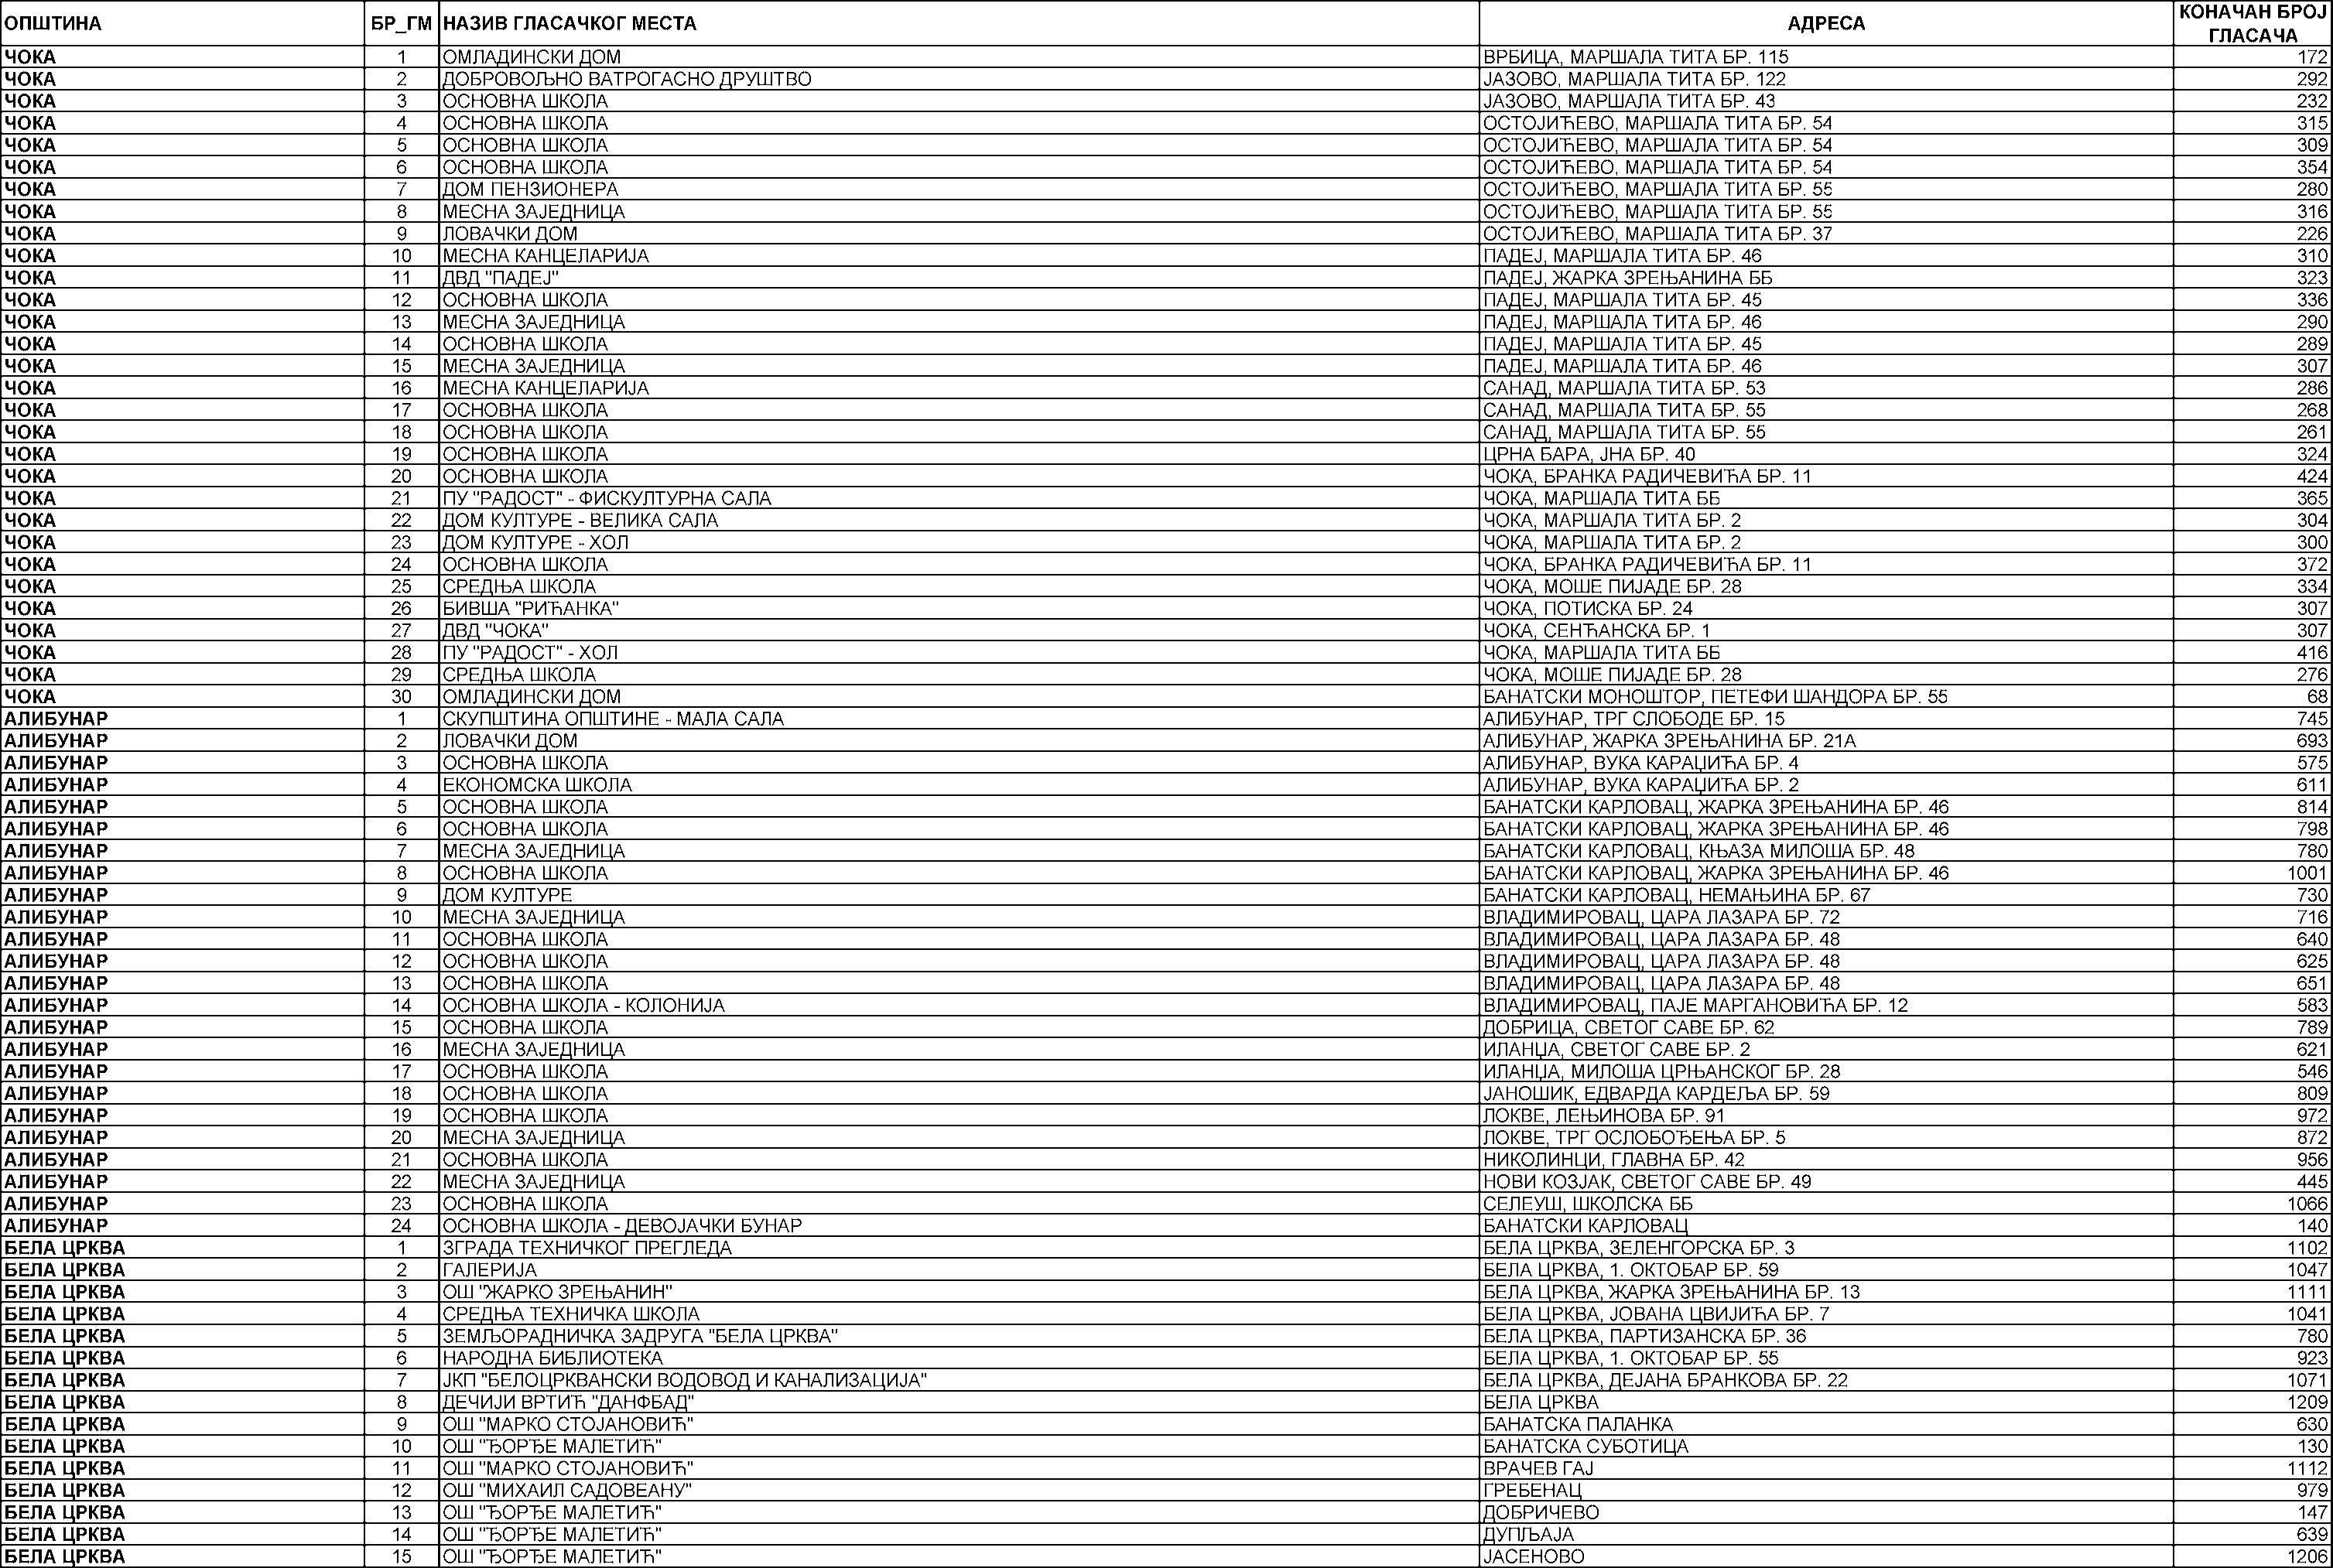 ОПШТИНА БР_ГМ НАЗИВ ГЛАСАЧКОГ МЕСТА АДРЕСА КОНАЧАН БРОЈ ГЛАСАЧА
ЧОКА 1 ОМЛАДИНСКИ ДОМ ВРБИЦА, МАРШАЛА ТИТА БР. 115 172
ЧОКА 2 ДОБРОВОЉНО ВАТРОГАСНО ДРУШТВО ЈАЗОВО, МАРШАЛА ТИТА БР. 122 292
ЧОКА 3 ОСНОВНА ШКОЛА ЈАЗОВО, МАРШАЛА ТИТА БР. 43 232
ЧОКА 4 ОСНОВНА ШКОЛА ОСТОЈИЋЕВО, МАРШАЛА ТИТА БР. 54 315
ЧОКА 5 ОСНОВНА ШКОЛА ОСТОЈИЋЕВО, МАРШАЛА ТИТА БР. 54 309
ЧОКА 6 ОСНОВНА ШКОЛА ОСТОЈИЋЕВО, МАРШАЛА ТИТА БР. 54 354
ЧОКА 7 ДОМ ПЕНЗИОНЕРА ОСТОЈИЋЕВО, МАРШАЛА ТИТА БР. 55 280
ЧОКА 8 МЕСНА ЗАЈЕДНИЦА ОСТОЈИЋЕВО, МАРШАЛА ТИТА БР. 55 316
ЧОКА 9 ЛОВАЧКИ ДОМ ОСТОЈИЋЕВО, МАРШАЛА ТИТА БР. 37 226
ЧОКА 10 МЕСНА КАНЦЕЛАРИЈА ПАДЕЈ, МАРШАЛА ТИТА БР. 46 310
ЧОКА 11 ДВД "ПАДЕЈ" ПАДЕЈ, ЖАРКА ЗРЕЊАНИНА ББ 323
ЧОКА 12 ОСНОВНА ШКОЛА ПАДЕЈ, МАРШАЛА ТИТА БР. 45 336
ЧОКА 13 МЕСНА ЗАЈЕДНИЦА ПАДЕЈ, МАРШАЛА ТИТА БР. 46 290
ЧОКА 14 ОСНОВНА ШКОЛА ПАДЕЈ, МАРШАЛА ТИТА БР. 45 289
ЧОКА 15 МЕСНА ЗАЈЕДНИЦА ПАДЕЈ, МАРШАЛА ТИТА БР. 46 307
ЧОКА 16 МЕСНА КАНЦЕЛАРИЈА САНАД, МАРШАЛА ТИТА БР. 53 286
ЧОКА 17 ОСНОВНА ШКОЛА САНАД, МАРШАЛА ТИТА БР. 55 268
ЧОКА 18 ОСНОВНА ШКОЛА САНАД, МАРШАЛА ТИТА БР. 55 261
ЧОКА 19 ОСНОВНА ШКОЛА ЦРНА БАРА, ЈНА БР. 40 324
ЧОКА 20 ОСНОВНА ШКОЛА ЧОКА, БРАНКА РАДИЧЕВИЋА БР. 11 424
ЧОКА 21 ПУ "РАДОСТ" - ФИСКУЛТУРНА САЛА ЧОКА, МАРШАЛА ТИТА ББ 365
ЧОКА 22 ДОМ КУЛТУРЕ - ВЕЛИКА САЛА ЧОКА, МАРШАЛА ТИТА БР. 2 304
ЧОКА 23 ДОМ КУЛТУРЕ - ХОЛ ЧОКА, МАРШАЛА ТИТА БР. 2 300
ЧОКА 24 ОСНОВНА ШКОЛА ЧОКА, БРАНКА РАДИЧЕВИЋА БР. 11 372
ЧОКА 25 СРЕДЊА ШКОЛА ЧОКА, МОШЕ ПИЈАДЕ БР. 28 334
ЧОКА 26 БИВША "РИЋАНКА" ЧОКА, ПОТИСКА БР. 24 307
ЧОКА 27 ДВД "ЧОКА" ЧОКА, СЕНЋАНСКА БР. 1 307
ЧОКА 28 ПУ "РАДОСТ" - ХОЛ ЧОКА, МАРШАЛА ТИТА ББ 416
ЧОКА 29 СРЕДЊА ШКОЛА ЧОКА, МОШЕ ПИЈАДЕ БР. 28 276
ЧОКА 30 ОМЛАДИНСКИ ДОМ БАНАТСКИ МОНОШТОР, ПЕТЕФИ ШАНДОРА БР. 55 68
АЛИБУНАР 1 СКУПШТИНА ОПШТИНЕ - МАЛА САЛА АЛИБУНАР, ТРГ СЛОБОДЕ БР. 15 745
АЛИБУНАР 2 ЛОВАЧКИ ДОМ АЛИБУНАР, ЖАРКА ЗРЕЊАНИНА БР. 21А 693
АЛИБУНАР 3 ОСНОВНА ШКОЛА АЛИБУНАР, ВУКА КАРАЏИЋА БР. 4 575
АЛИБУНАР 4 ЕКОНОМСКА ШКОЛА АЛИБУНАР, ВУКА КАРАЏИЋА БР. 2 611
АЛИБУНАР 5 ОСНОВНА ШКОЛА БАНАТСКИ КАРЛОВАЦ, ЖАРКА ЗРЕЊАНИНА БР. 46 814
АЛИБУНАР 6 ОСНОВНА ШКОЛА БАНАТСКИ КАРЛОВАЦ, ЖАРКА ЗРЕЊАНИНА БР. 46 798
АЛИБУНАР 7 МЕСНА ЗАЈЕДНИЦА БАНАТСКИ КАРЛОВАЦ, КЊАЗА МИЛОША БР. 48 780
АЛИБУНАР 8 ОСНОВНА ШКОЛА БАНАТСКИ КАРЛОВАЦ, ЖАРКА ЗРЕЊАНИНА БР. 46 1001
АЛИБУНАР 9 ДОМ КУЛТУРЕ БАНАТСКИ КАРЛОВАЦ, НЕМАЊИНА БР. 67 730
АЛИБУНАР 10 МЕСНА ЗАЈЕДНИЦА ВЛАДИМИРОВАЦ, ЦАРА ЛАЗАРА БР. 72 716
АЛИБУНАР 11 ОСНОВНА ШКОЛА ВЛАДИМИРОВАЦ, ЦАРА ЛАЗАРА БР. 48 640
АЛИБУНАР 12 ОСНОВНА ШКОЛА ВЛАДИМИРОВАЦ, ЦАРА ЛАЗАРА БР. 48 625
АЛИБУНАР 13 ОСНОВНА ШКОЛА ВЛАДИМИРОВАЦ, ЦАРА ЛАЗАРА БР. 48 651
АЛИБУНАР 14 ОСНОВНА ШКОЛА - КОЛОНИЈА ВЛАДИМИРОВАЦ, ПАЈЕ МАРГАНОВИЋА БР. 12 583
АЛИБУНАР 15 ОСНОВНА ШКОЛА ДОБРИЦА, СВЕТОГ САВЕ БР. 62 789
АЛИБУНАР 16 МЕСНА ЗАЈЕДНИЦА ИЛАНЏА, СВЕТОГ САВЕ БР. 2 621
АЛИБУНАР 17 ОСНОВНА ШКОЛА ИЛАНЏА, МИЛОША ЦРЊАНСКОГ БР. 28 546
АЛИБУНАР 18 ОСНОВНА ШКОЛА ЈАНОШИК, ЕДВАРДА КАРДЕЉА БР. 59 809
АЛИБУНАР 19 ОСНОВНА ШКОЛА ЛОКВЕ, ЛЕЊИНОВА БР. 91 972
АЛИБУНАР 20 МЕСНА ЗАЈЕДНИЦА ЛОКВЕ, ТРГ ОСЛОБОЂЕЊА БР. 5 872
АЛИБУНАР 21 ОСНОВНА ШКОЛА НИКОЛИНЦИ, ГЛАВНА БР. 42 956
АЛИБУНАР 22 МЕСНА ЗАЈЕДНИЦА НОВИ КОЗЈАК, СВЕТОГ САВЕ БР. 49 445
АЛИБУНАР 23 ОСНОВНА ШКОЛА СЕЛЕУШ, ШКОЛСКА ББ 1066
АЛИБУНАР 24 ОСНОВНА ШКОЛА - ДЕВОЈАЧКИ БУНАР БАНАТСКИ КАРЛОВАЦ 140
БЕЛА ЦРКВА 1 ЗГРАДА ТЕХНИЧКОГ ПРЕГЛЕДА БЕЛА ЦРКВА, ЗЕЛЕНГОРСКА БР. 3 1102
БЕЛА ЦРКВА 2 ГАЛЕРИЈА БЕЛА ЦРКВА, 1. ОКТОБАР БР. 59 1047
БЕЛА ЦРКВА 3 ОШ "ЖАРКО ЗРЕЊАНИН" БЕЛА ЦРКВА, ЖАРКА ЗРЕЊАНИНА БР. 13 1111
БЕЛА ЦРКВА 4 СРЕДЊА ТЕХНИЧКА ШКОЛА БЕЛА ЦРКВА, ЈОВАНА ЦВИЈИЋА БР. 7 1041
БЕЛА ЦРКВА 5 ЗЕМЉОРАДНИЧКА ЗАДРУГА "БЕЛА ЦРКВА" БЕЛА ЦРКВА, ПАРТИЗАНСКА БР. 36 780
БЕЛА ЦРКВА 6 НАРОДНА БИБЛИОТЕКА БЕЛА ЦРКВА, 1. ОКТОБАР БР. 55 923
БЕЛА ЦРКВА 7 ЈКП "БЕЛОЦРКВАНСКИ ВОДОВОД И КАНАЛИЗАЦИЈА" БЕЛА ЦРКВА, ДЕЈАНА БРАНКОВА БР. 22 1071
БЕЛА ЦРКВА 8 ДЕЧИЈИ ВРТИЋ "ДАНФБАД" БЕЛА ЦРКВА 1209
БЕЛА ЦРКВА 9 ОШ "МАРКО СТОЈАНОВИЋ" БАНАТСКА ПАЛАНКА 630
БЕЛА ЦРКВА 10 ОШ "ЂОРЂЕ МАЛЕТИЋ" БАНАТСКА СУБОТИЦА 130
БЕЛА ЦРКВА 11 ОШ "МАРКО СТОЈАНОВИЋ" ВРАЧЕВ ГАЈ 1112
БЕЛА ЦРКВА 12 ОШ "МИХАИЛ САДОВЕАНУ" ГРЕБЕНАЦ 979
БЕЛА ЦРКВА 13 ОШ "ЂОРЂЕ МАЛЕТИЋ" ДОБРИЧЕВО 147
БЕЛА ЦРКВА 14 ОШ "ЂОРЂЕ МАЛЕТИЋ" ДУПЉАЈА 639
БЕЛА ЦРКВА 15 ОШ "ЂОРЂЕ МАЛЕТИЋ" ЈАСЕНОВО 1206